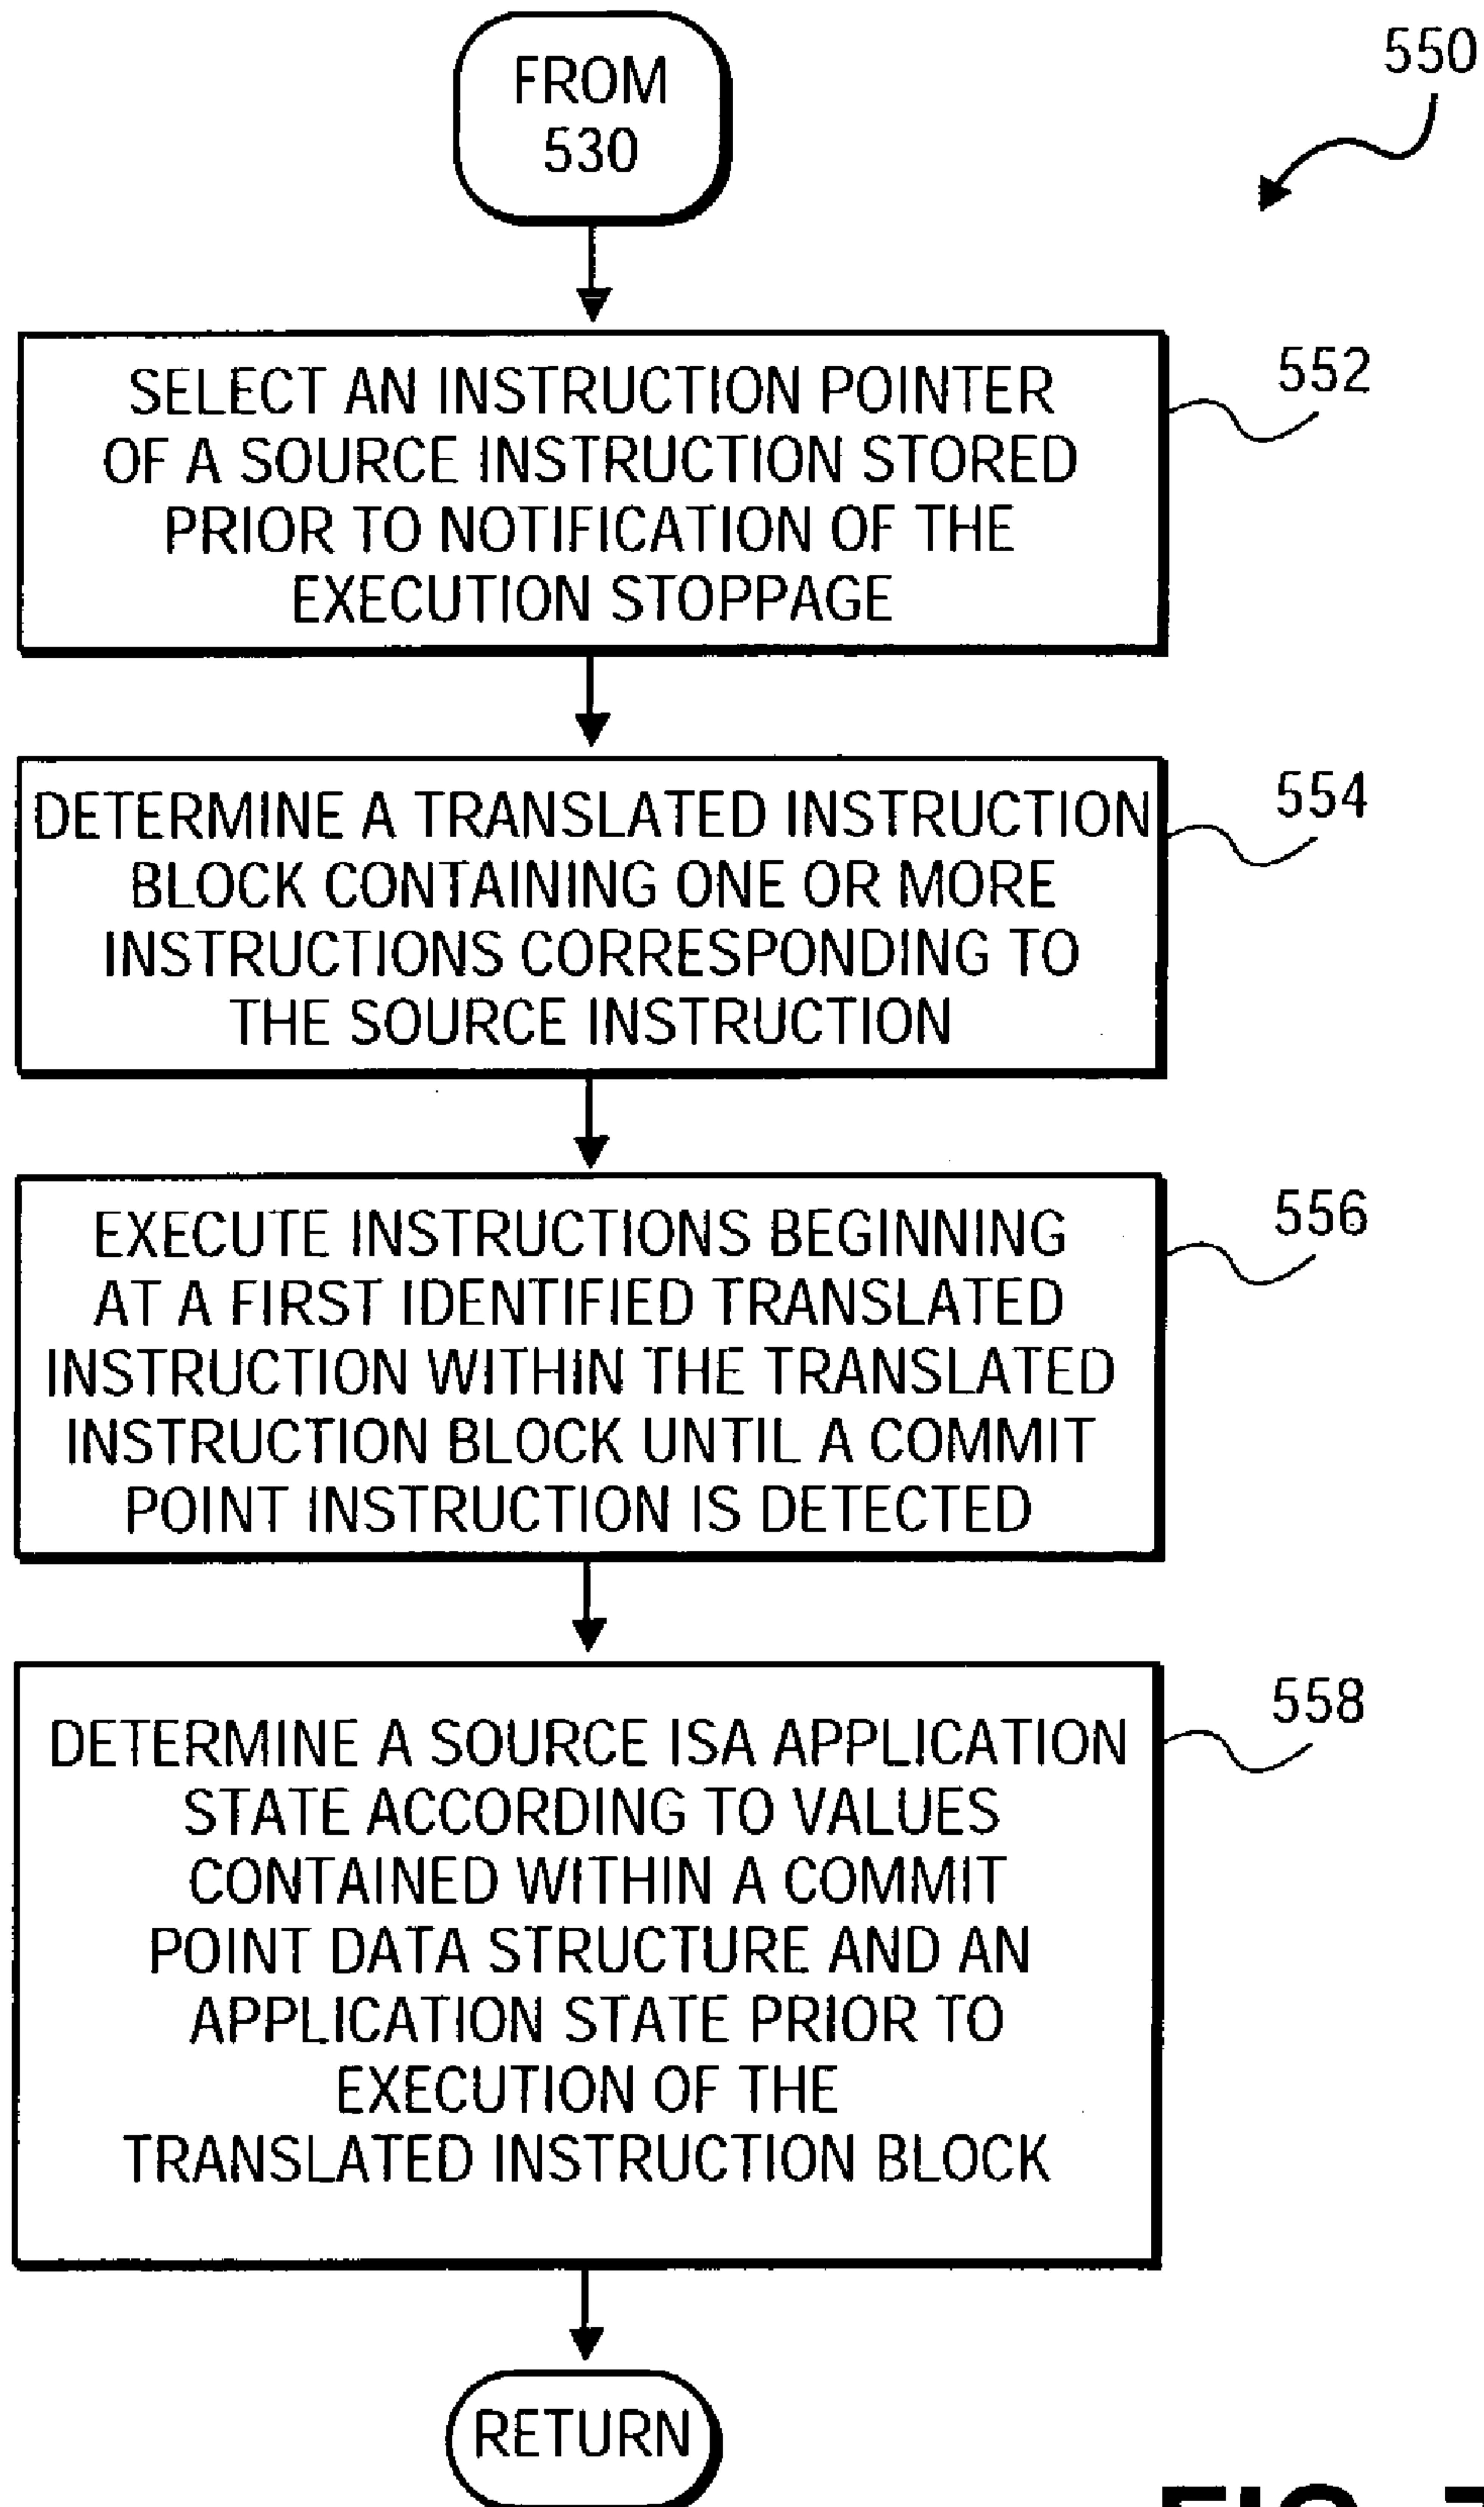 FROM
530
550
SELECT AN INSTRUCTION POINTER
OF A SOURCE INSTRUCTION STORED
PRIOR TO NOTIFICATION OF THE
EXECUTION STOPPAGE
552
DETERMINE A TRANSLATED INSTRUCTION
BLOCK CONTAINING ONE OR MORE
INSTRUCTIONS CORRESPONDING TO
THE SOURCE INSTRUCTION
554
EXECUTE INSTRUCTIONS BEGINNING
AT A FIRST IDENTIFIED TRANSLATED
INSTRUCTION WITHIN THE TRANSLATED
INSTRUCTION BLOCK UNTIL A COMMIT
POINT INSTRUCTION IS DETECTED
556
DETERMINE A SOURCE ISA APPLICATION
STATE ACCORDING TO VALUES
CONTAINED WITHIN A COMMIT
POINT DATA STRUCTURE AND AN
APPLICATION STATE PRIOR TO
EXECUTION OF THE
TRANSLATED INSTRUCTION BLOCK
558
RETURN